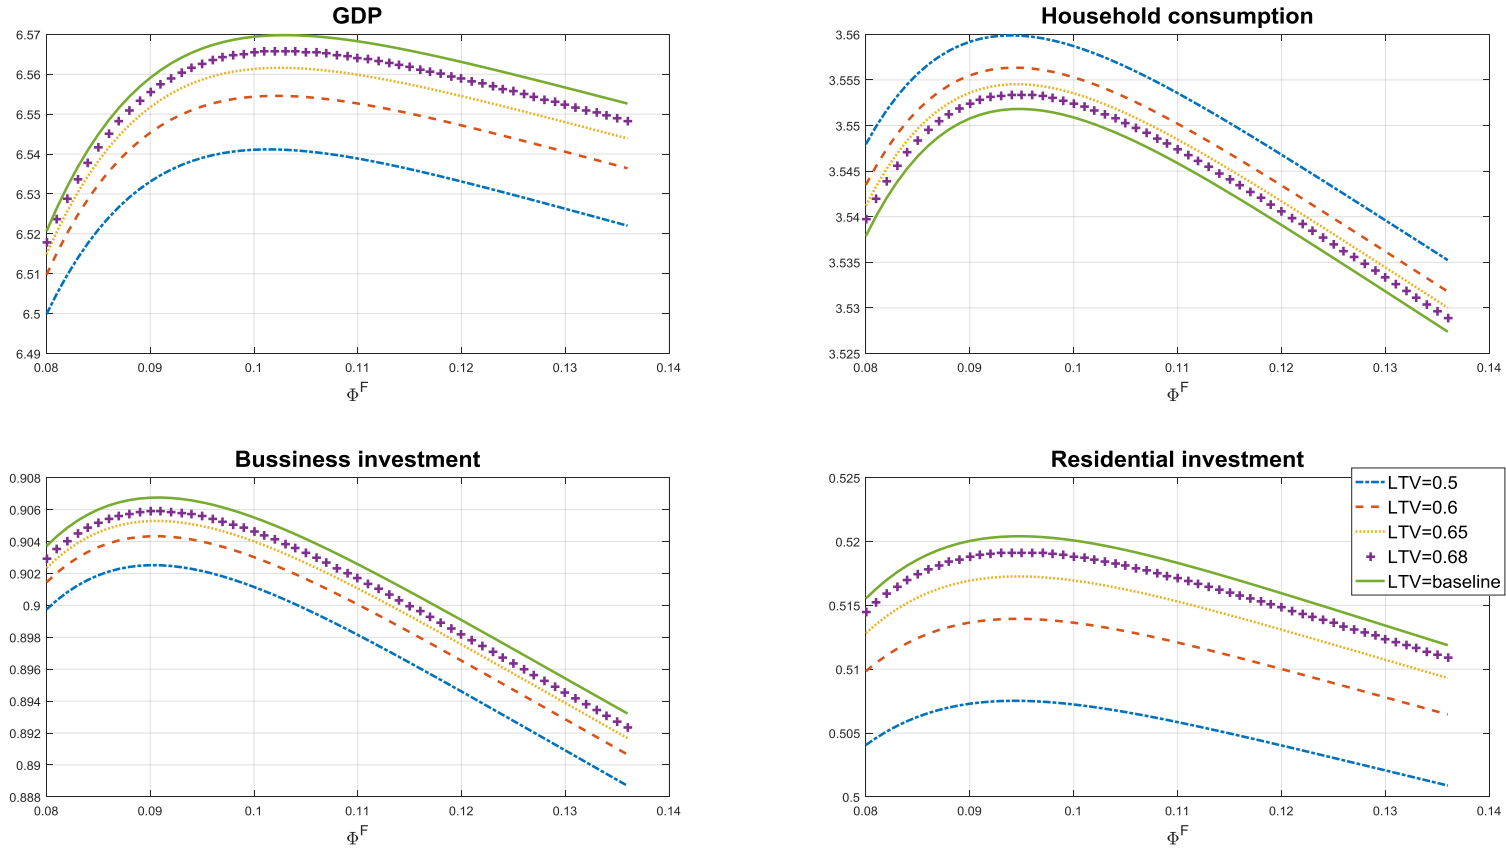 GDP
6.57
6.56
6.55
6.54
6.53
6.52
6.51
6.5
6.49
0.08 0.09 0.1 0.11 0.12 0.13 0.14
Φ^F
Household consumption
3.56
3.555
3.55
3.545
3.54
3.535
3.53
3.525
0.08 0.09 0.1 0.11 0.12 0.13 0.14
Φ^F
Bussiness investment
0.908
0.906
0.904
0.902
0.9
0.898
0.896
0.894
0.892
0.89
0.888
0.08 0.09 0.1 0.11 0.12 0.13 0.14
Φ^F
Residential investment
0.525
0.52
0.515
0.51
0.505
0.5
0.08 0.09 0.1 0.11 0.12 0.13 0.14
Φ^F
LTV=0.5
LTV=0.6
LTV=0.65
LTV=0.68
LTV=baseline